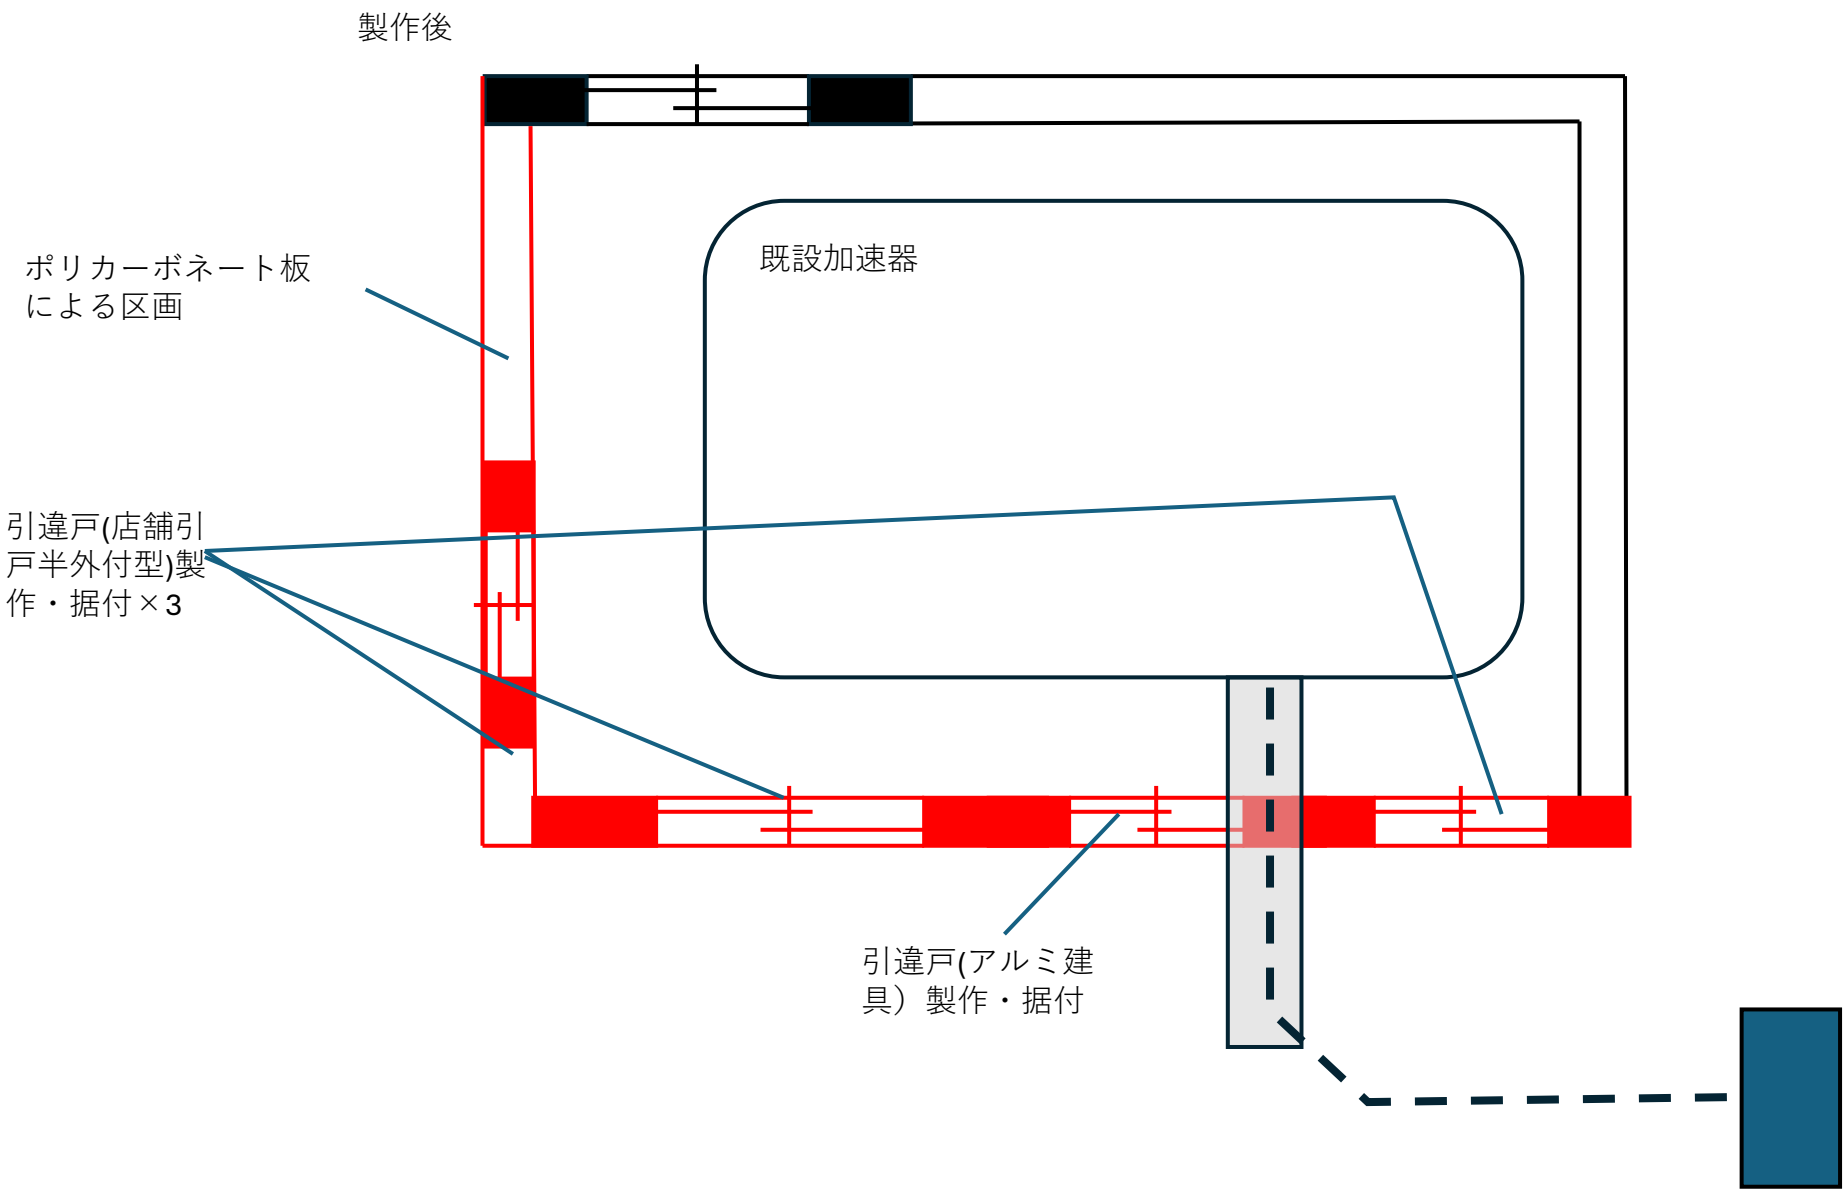 製作後
既設加速器
ポリカーボネート板
による区画
引違戸(店舗引
戸半外付型)製
作・据付×3
引違戸(アルミ建
具）製作・据付